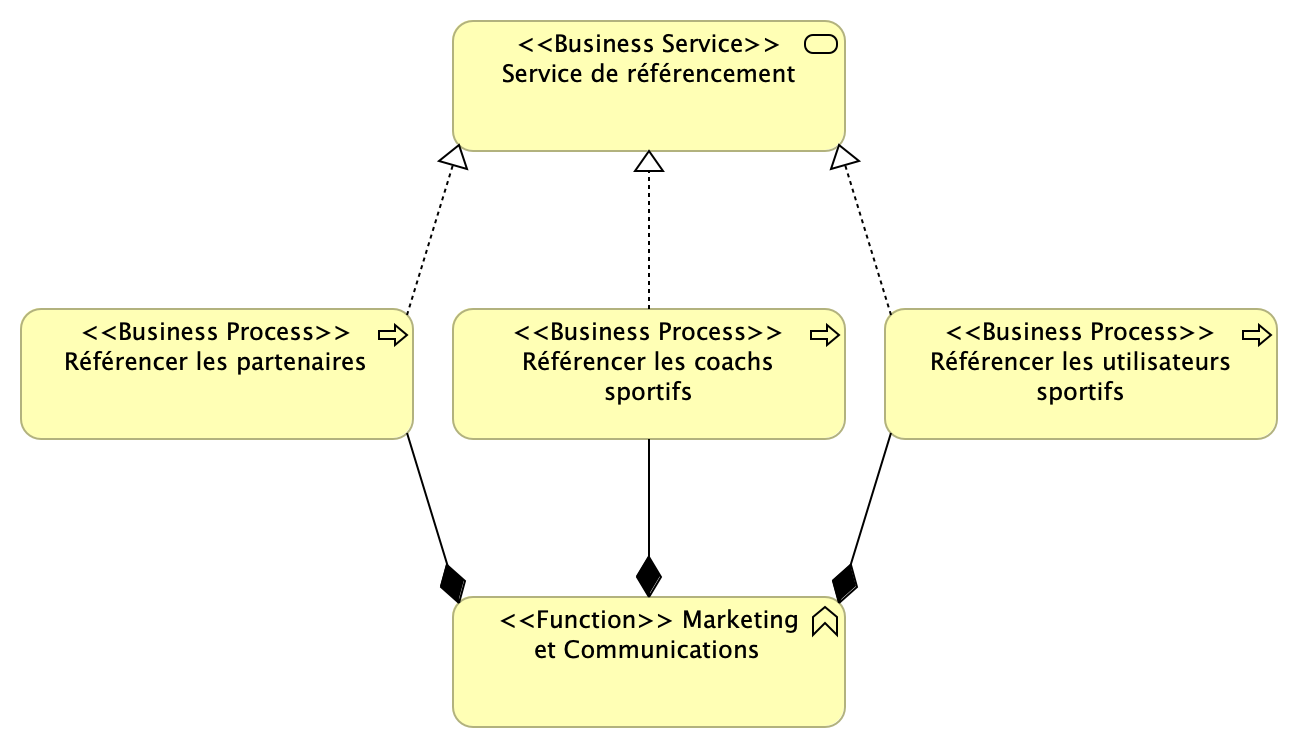 <<Business Service>>
Service de référencement
<<Business Process>>
Référencer les partenaires
<<Business Process>>
Référencer les coachs
sportifs
<<Business Process>>
Référencer les utilisateurs
sportifs
<<Function>> Marketing
et Communications